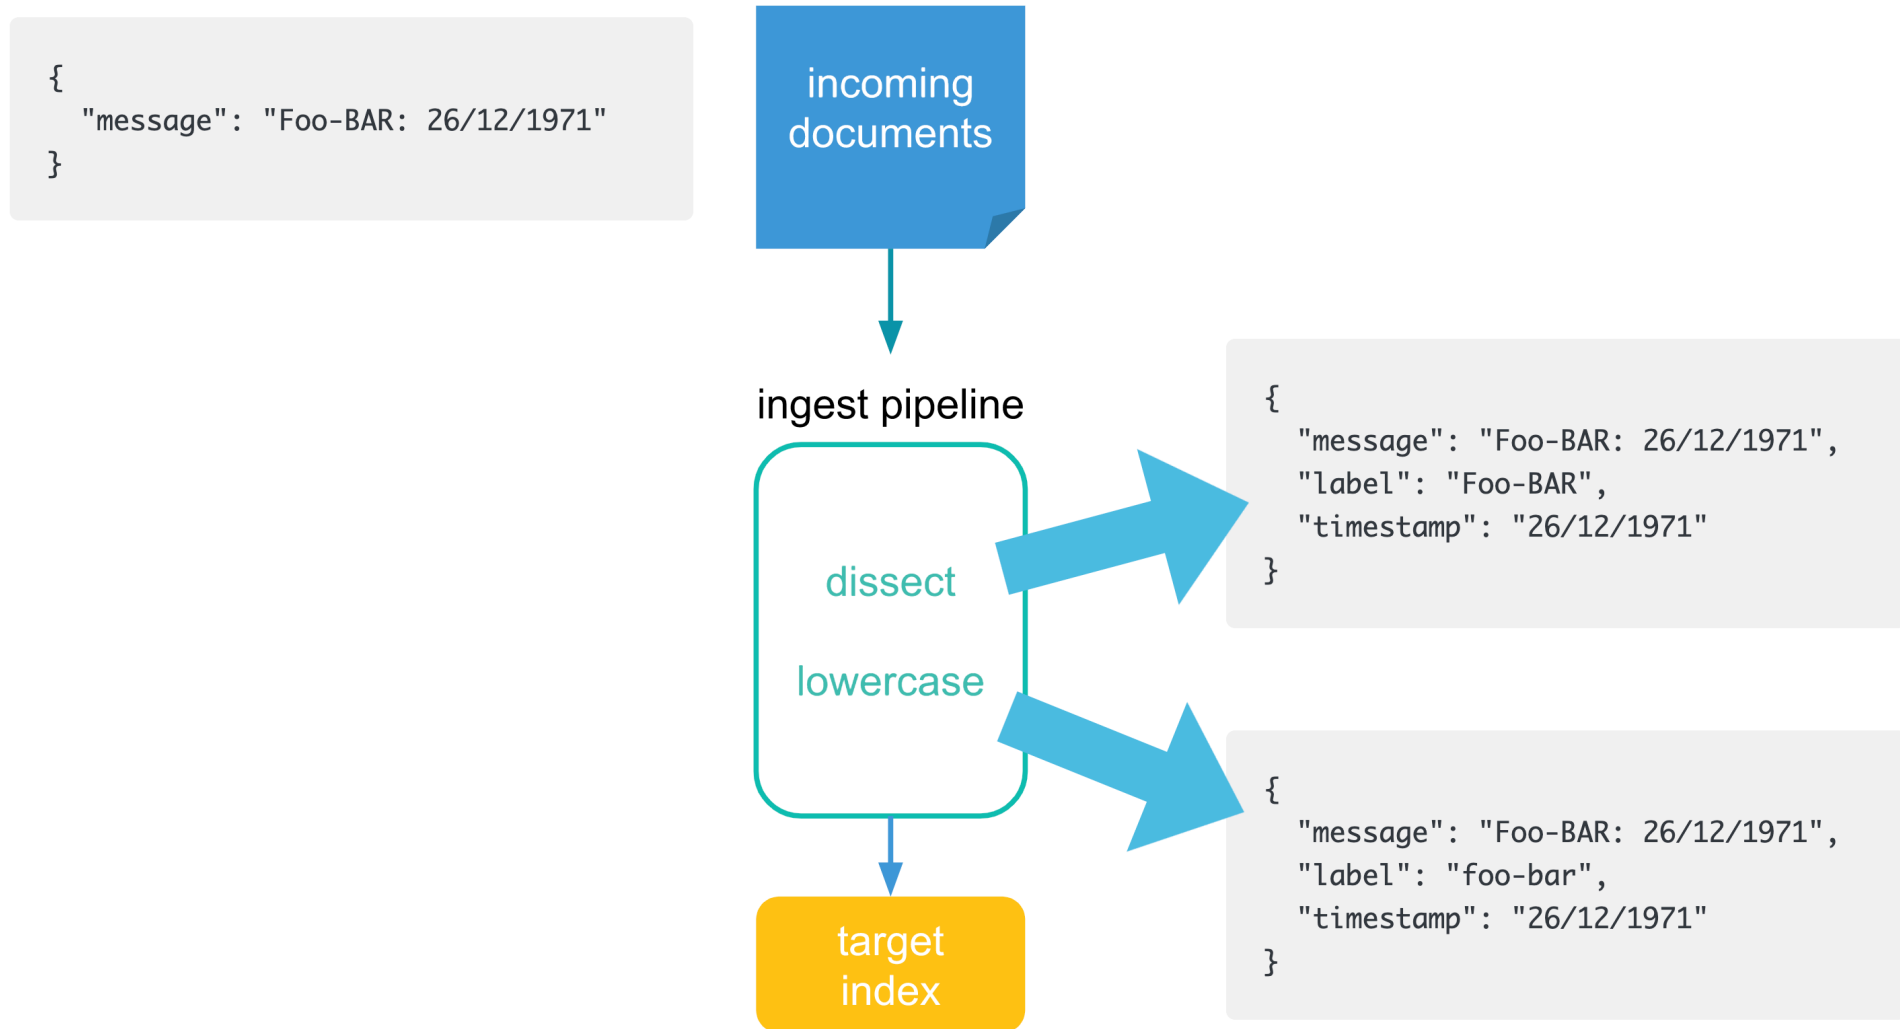 {
"message": "Foo-BAR: 26/12/1971"
}
incoming
documents
ingest pipeline
dissect
lowercase
{
"message": "Foo-BAR: 26/12/1971",
"label": "Foo-BAR",
"timestamp": "26/12/1971"
}
{
"message": "Foo-BAR: 26/12/1971",
"label": "foo-bar",
"timestamp": "26/12/1971"
}
target
index